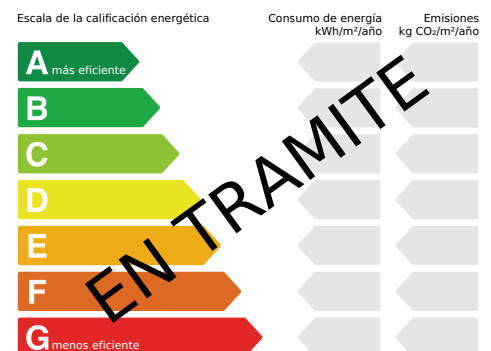 Escala de la calificación energética
Consumo de energía
kWh/m²/año
Emisiones
kg CO₂/m²/año
A más eficiente
B
C
D
E
F
G menos eficiente
EN TRAMITE